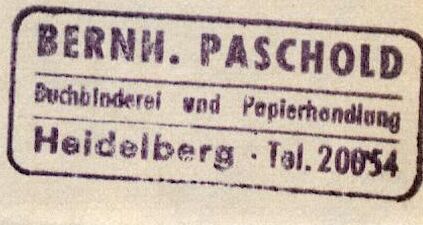 BERNH. PASCHOLD
Buchbinderei und Papierhandlung
Heidelberg · Tel. 20054